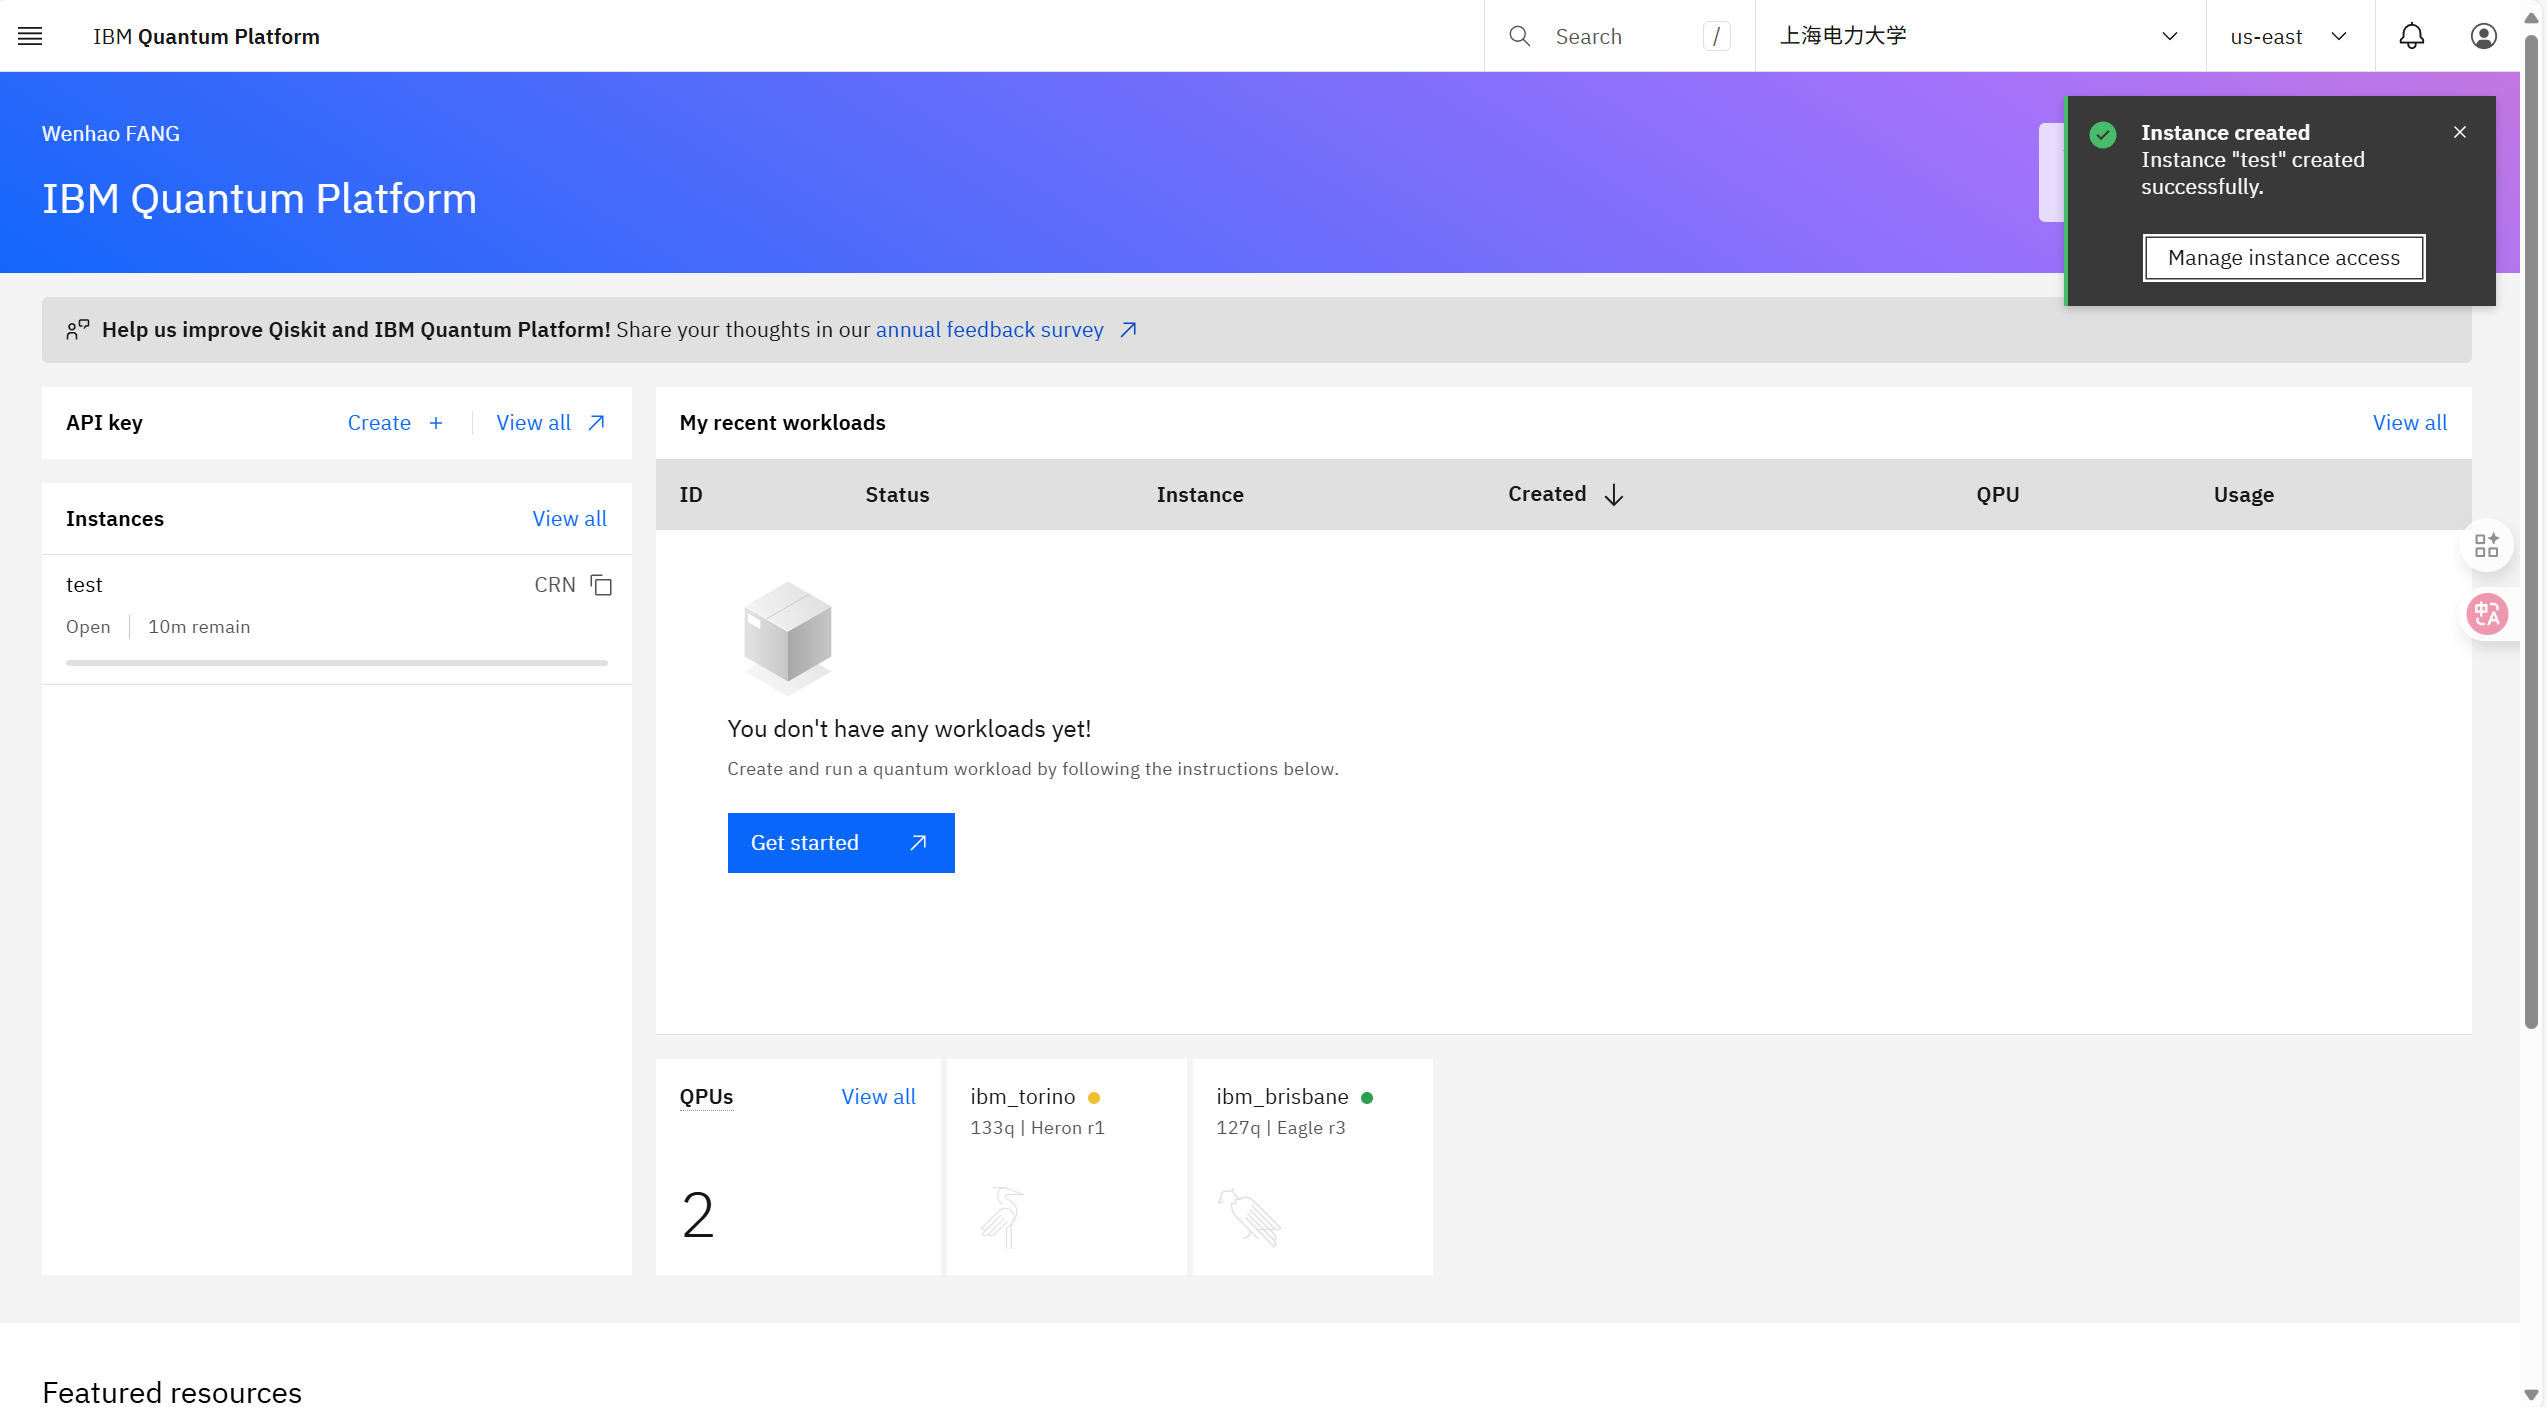 IBM Quantum Platform
Search
/
上海电力大学
us-east
Wenhao FANG
IBM Quantum Platform
Instance created
Instance "test" created
successfully.
Manage instance access
Help us improve Qiskit and IBM Quantum Platform! Share your thoughts in our annual feedback survey
API key
Create +
View all
Instances
View all
test
CRN
Open
10m remain
My recent workloads
View all
ID Status Instance Created QPU Usage
You don't have any workloads yet!
Create and run a quantum workload by following the instructions below.
Get started
QPUs
View all
2
ibm_torino
133q | Heron r1
ibm_brisbane
127q | Eagle r3
中 A
Featured resources